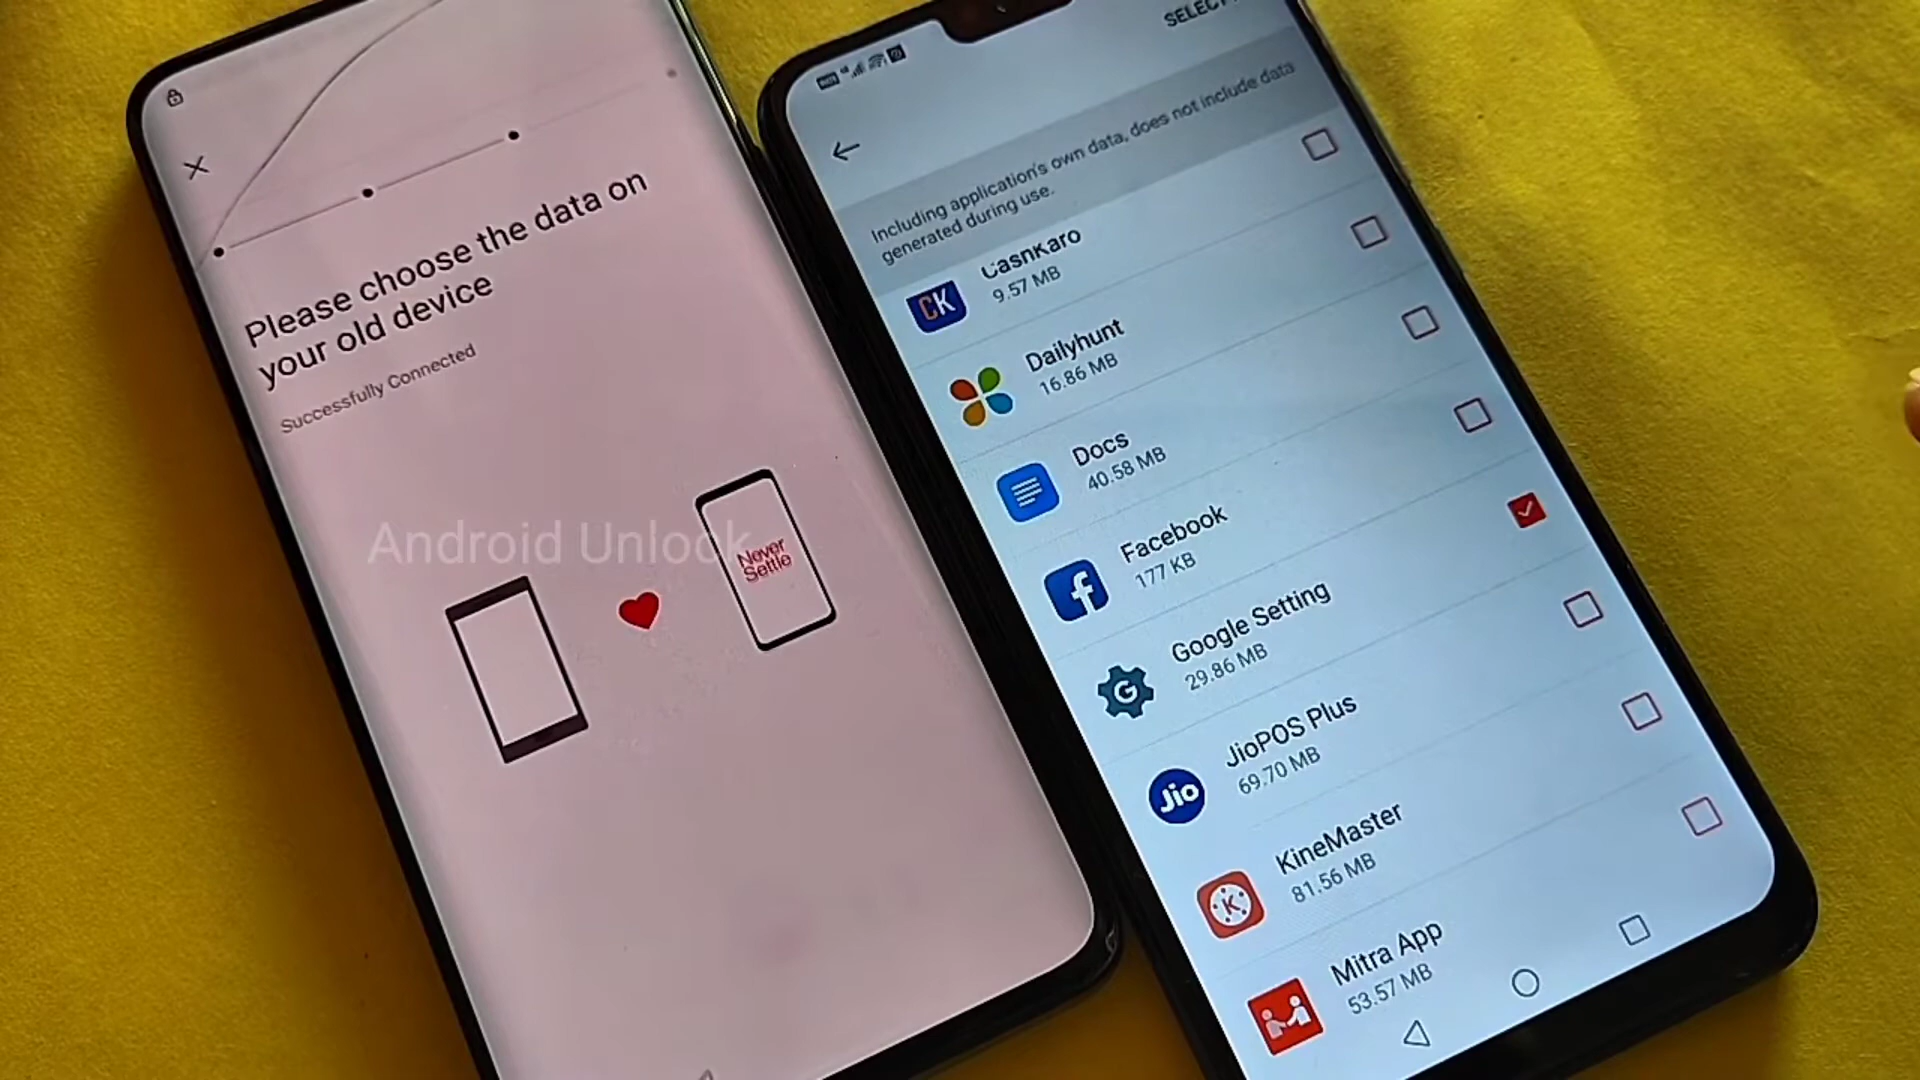 Please choose the data on
your old device
Successfully Connected
Android Unlock
Never
Settle
SELECT
Including application's own data, does not include data
generated during use.
CK
CashKaro
9.57 MB
Dailyhunt
16.86 MB
Docs
40.58 MB
f
Facebook
177 KB
G
Google Setting
29.86 MB
Jio
JioPOS Plus
69.70 MB
K
KineMaster
81.56 MB
Mitra App
53.57 MB